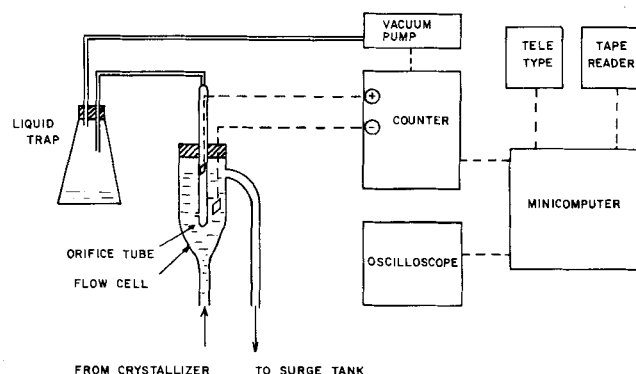 VACUUM
PUMP
TELE
TYPE
TAPE
READER
LIQUID
TRAP
+
COUNTER
−
MINICOMPUTER
ORIFICE TUBE
FLOW CELL
OSCILLOSCOPE
FROM CRYSTALLIZER
TO SURGE TANK